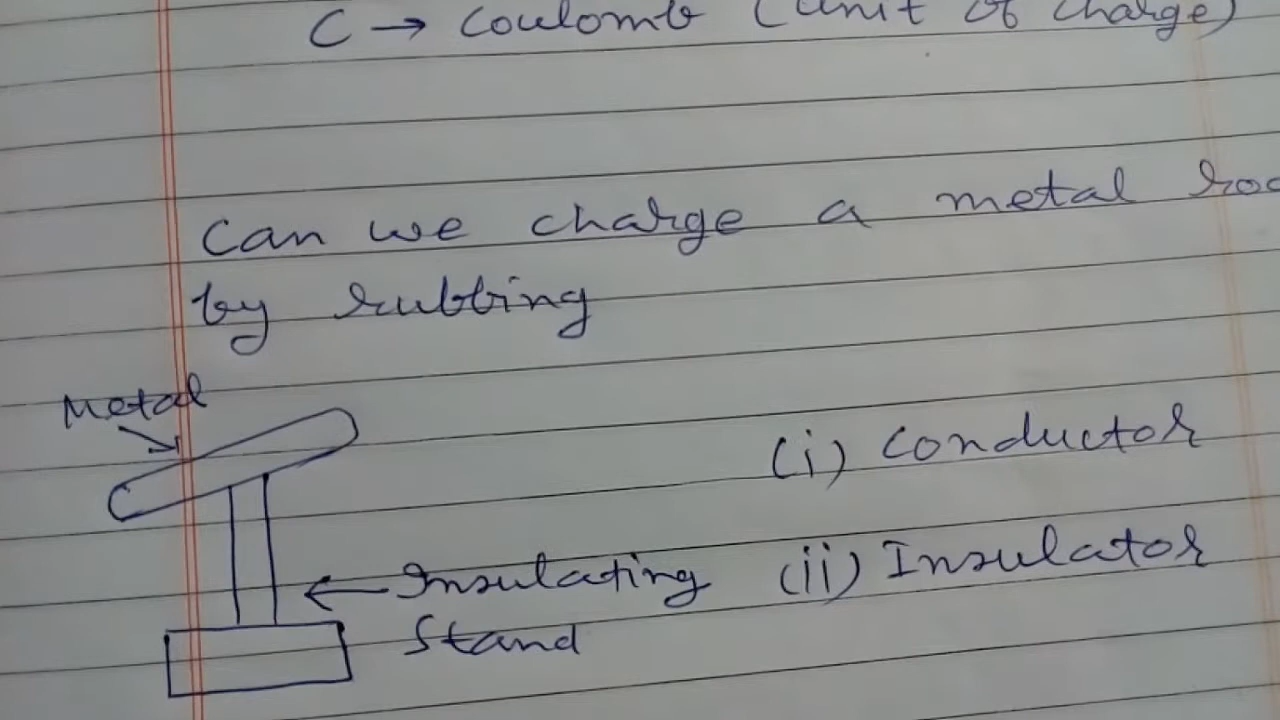 C → Coulomb (Unit of Charge)
Can we charge a metal
by rubbing
Metal
(i) Conductor
Insulating (ii) Insulator
Stand